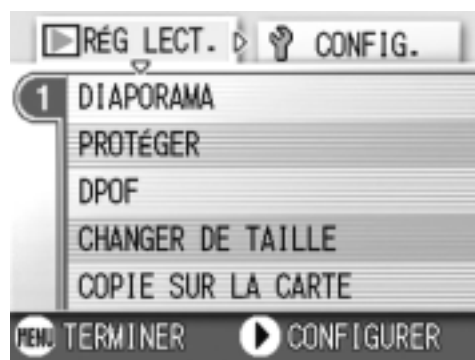 RÉG LECT. CONFIG.
1 DIAPORAMA
PROTÉGER
DPOF
CHANGER DE TAILLE
COPIE SUR LA CARTE
MENU TERMINER CONFIGURER